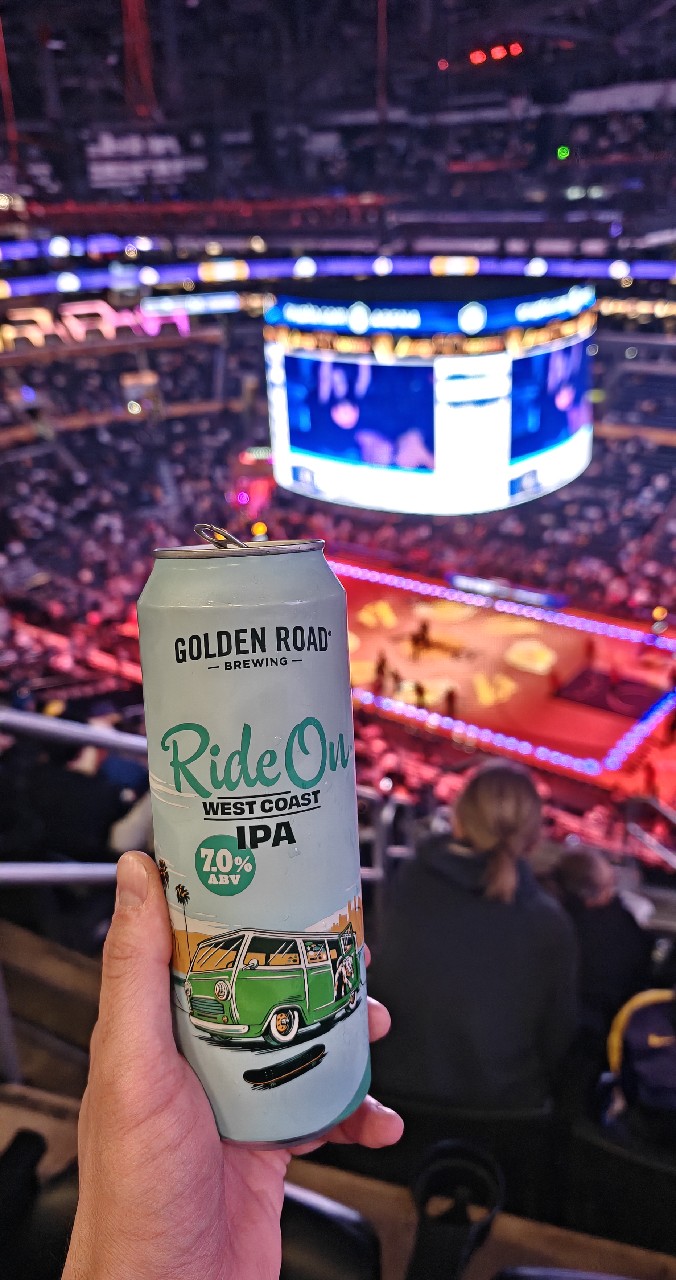 GOLDEN ROAD
BREWING
Ride On
WEST COAST
IPA
7.0%
ABV